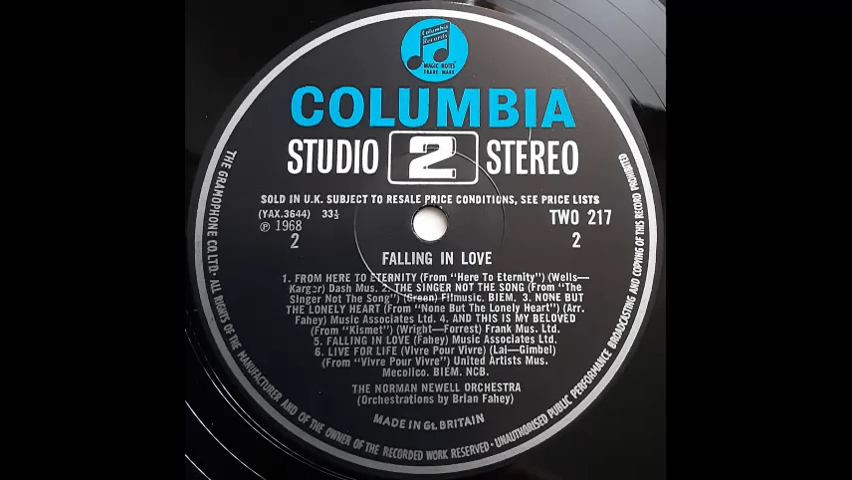 Columbia
Records
MAGIC NOTES
TRADE MARK
COLUMBIA
STUDIO 2 STEREO
SOLD IN U.K. SUBJECT TO RESALE PRICE CONDITIONS, SEE PRICE LISTS
(YAX.3644) 33⅓ TWO 217
℗ 1968
2 2
FALLING IN LOVE
1. FROM HERE TO ETERNITY (From "Here To Eternity") (Wells—
Karger) Dash Mus. 2. THE SINGER NOT THE SONG (From "The
Singer Not The Song") (Green) Filmusic. BIEM. 3. NONE BUT
THE LONELY HEART (From "None But The Lonely Heart") (Arr.
Fahey) Music Associates Ltd. 4. AND THIS IS MY BELOVED
(From "Kismet") (Wright—Forrest) Frank Mus. Ltd.
5. FALLING IN LOVE (Fahey) Music Associates Ltd.
6. LIVE FOR LIFE (Vivre Pour Vivre) (Lai—Gimbel)
(From "Vivre Pour Vivre") United Artists Mus.
Mecolico. BIEM. NCB.
THE NORMAN NEWELL ORCHESTRA
(Orchestrations by Brian Fahey)
MADE IN Gt. BRITAIN
THE GRAMOPHONE CO. LTD. · ALL RIGHTS OF THE MANUFACTURER AND OF THE OWNER OF THE RECORDED WORK RESERVED · UNAUTHORISED PUBLIC PERFORMANCE BROADCASTING AND COPYING OF THIS RECORD PROHIBITED